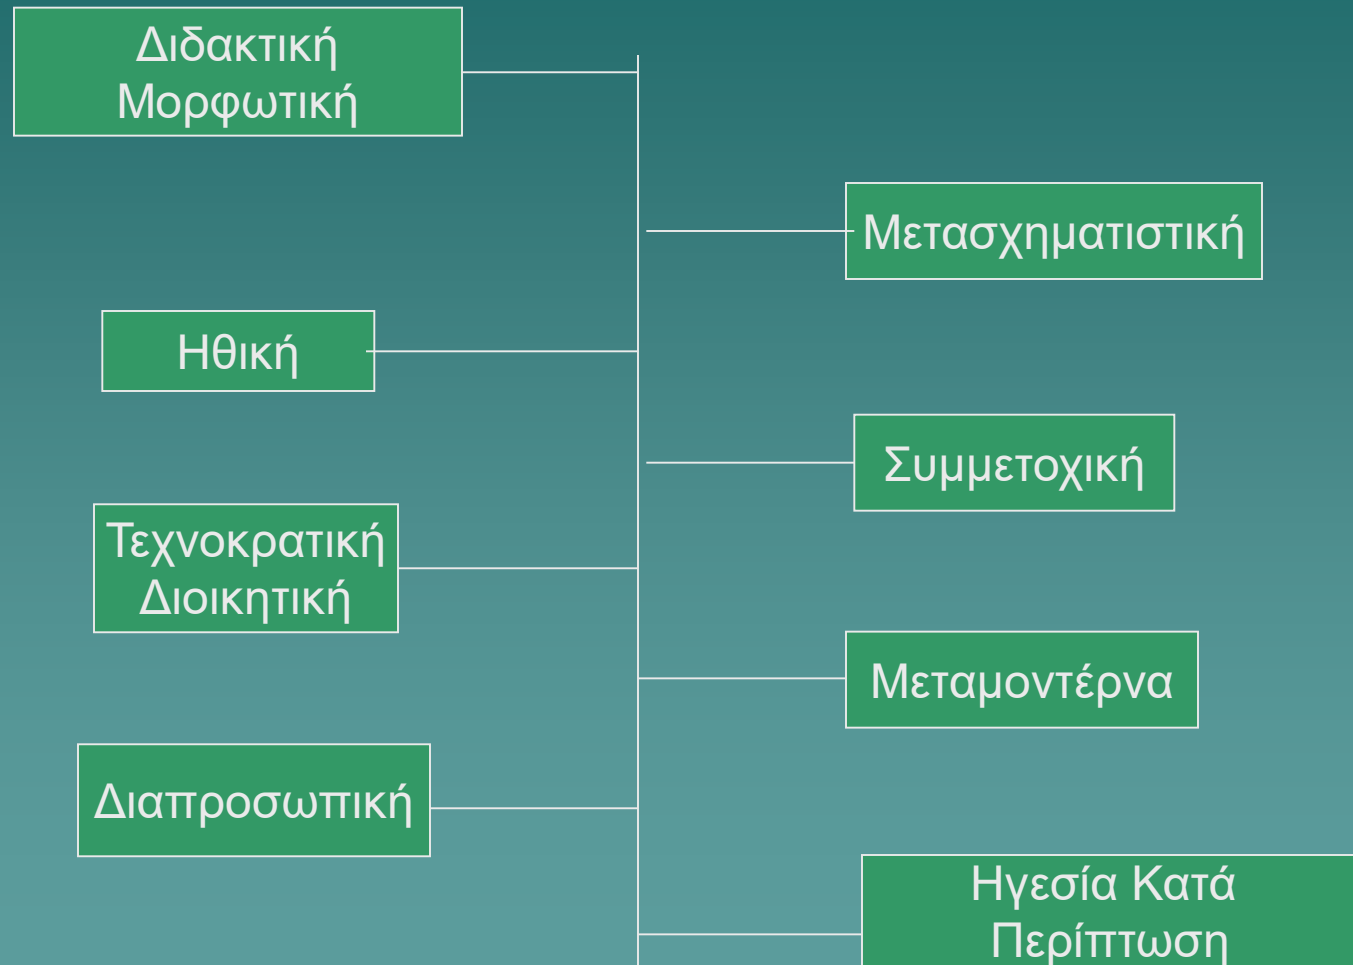 Διδακτική
Μορφωτική
Μετασχηματιστική
Ηθική
Συμμετοχική
Τεχνοκρατική
Διοικητική
Μεταμοντέρνα
Διαπροσωπική
Ηγεσία Κατά
Περίπτωση